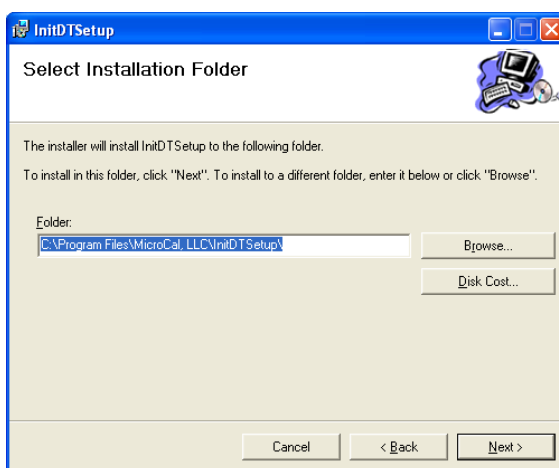 InitDTSetup
Select Installation Folder
The installer will install InitDTSetup to the following folder.
To install in this folder, click "Next". To install to a different folder, enter it below or click "Browse".
Folder:
C:\Program Files\MicroCal, LLC\InitDTSetup\
Browse...
Disk Cost...
Cancel
< Back
Next >